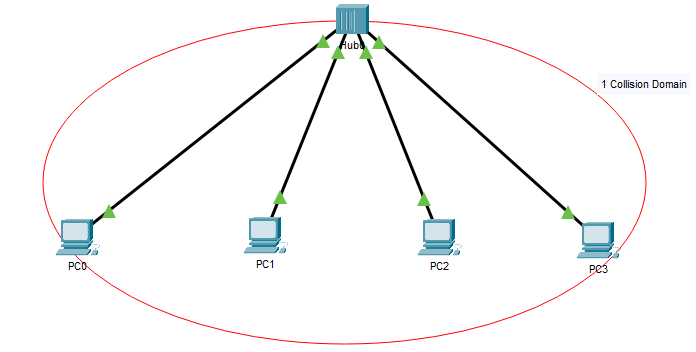 Hub0
1 Collision Domain
PC0
PC1
PC2
PC3